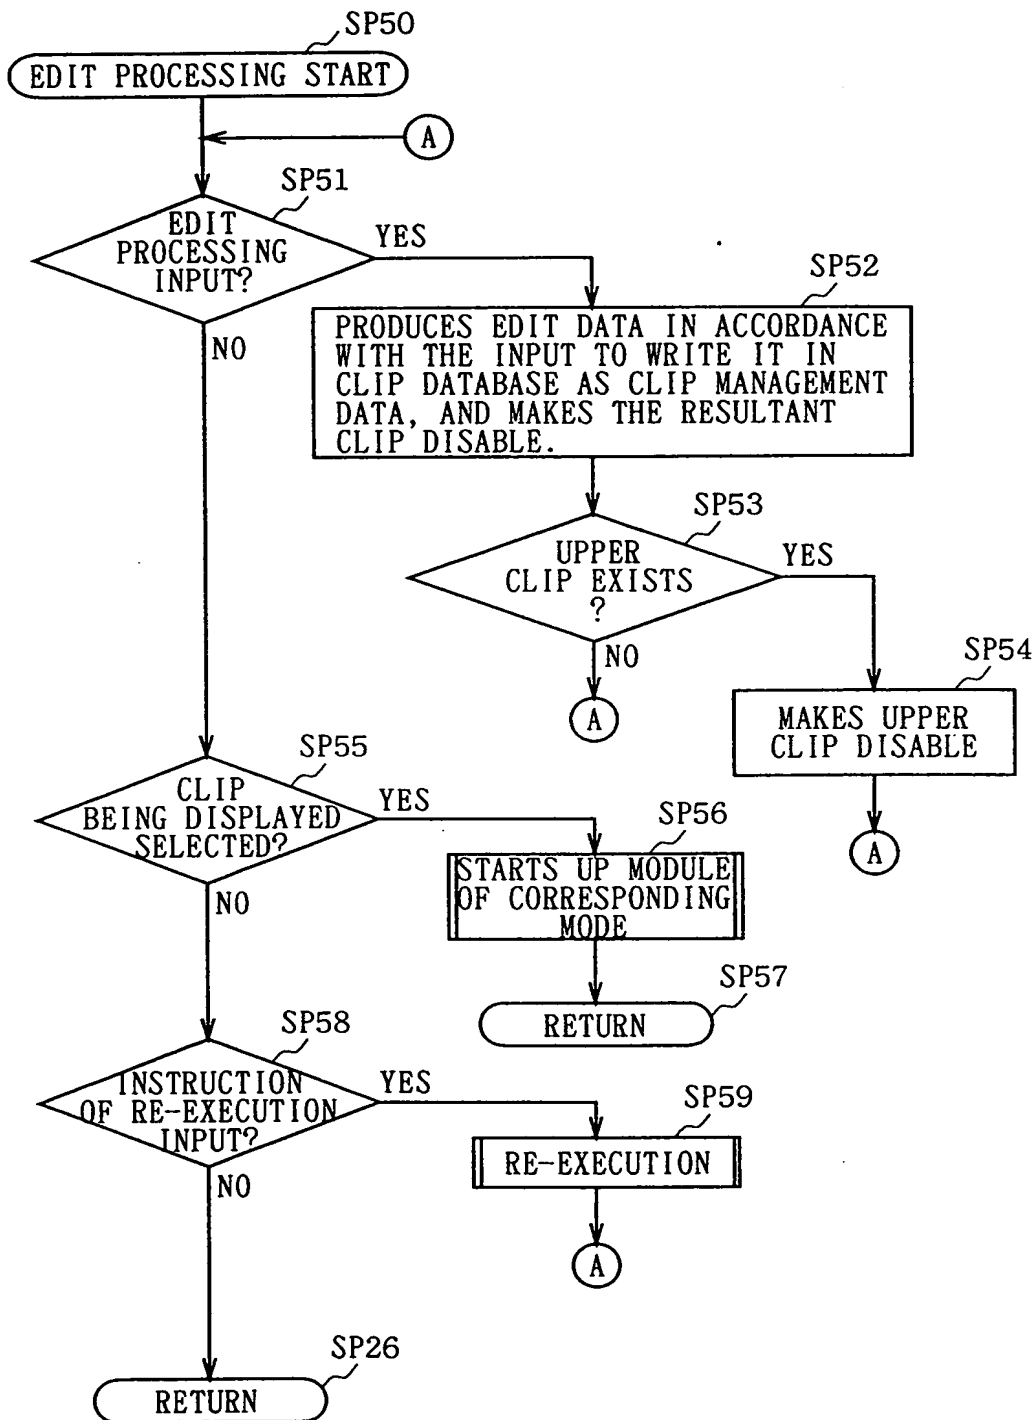 SP50
EDIT PROCESSING START
A
SP51
EDIT
PROCESSING
INPUT?
YES
NO
SP52
PRODUCES EDIT DATA IN ACCORDANCE
WITH THE INPUT TO WRITE IT IN
CLIP DATABASE AS CLIP MANAGEMENT
DATA, AND MAKES THE RESULTANT
CLIP DISABLE.
SP53
UPPER
CLIP EXISTS
?
YES
NO
A
SP54
MAKES UPPER
CLIP DISABLE
A
SP55
CLIP
BEING DISPLAYED
SELECTED?
YES
NO
SP56
STARTS UP MODULE
OF CORRESPONDING
MODE
SP57
RETURN
SP58
INSTRUCTION
OF RE-EXECUTION
INPUT?
YES
NO
SP59
RE-EXECUTION
A
SP26
RETURN